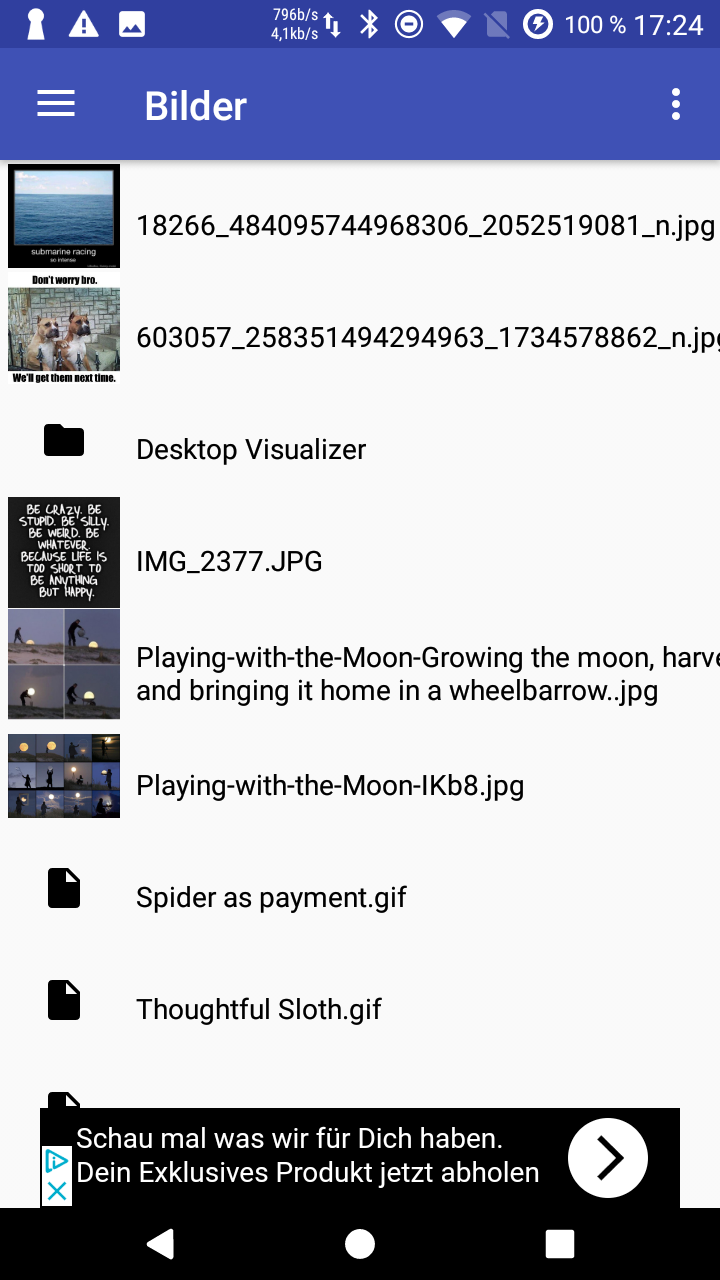 796b/s
4,1kb/s
100 % 17:24
Bilder
submarine racing
so intense
18266_484095744968306_2052519081_n.jpg
Don't worry bro.
603057_258351494294963_1734578862_n.jpg
We'll get them next time.
Desktop Visualizer
BE CRAZY. BE
STUPID. BE SILLY.
BE WEIRD. BE
WHATEVER.
BECAUSE LIFE IS
TOO SHORT TO
BE ANYTHING
BUT HAPPY.
IMG_2377.JPG
Playing-with-the-Moon-Growing the moon, harve
and bringing it home in a wheelbarrow..jpg
Playing-with-the-Moon-IKb8.jpg
Spider as payment.gif
Thoughtful Sloth.gif
Schau mal was wir für Dich haben.
Dein Exklusives Produkt jetzt abholen